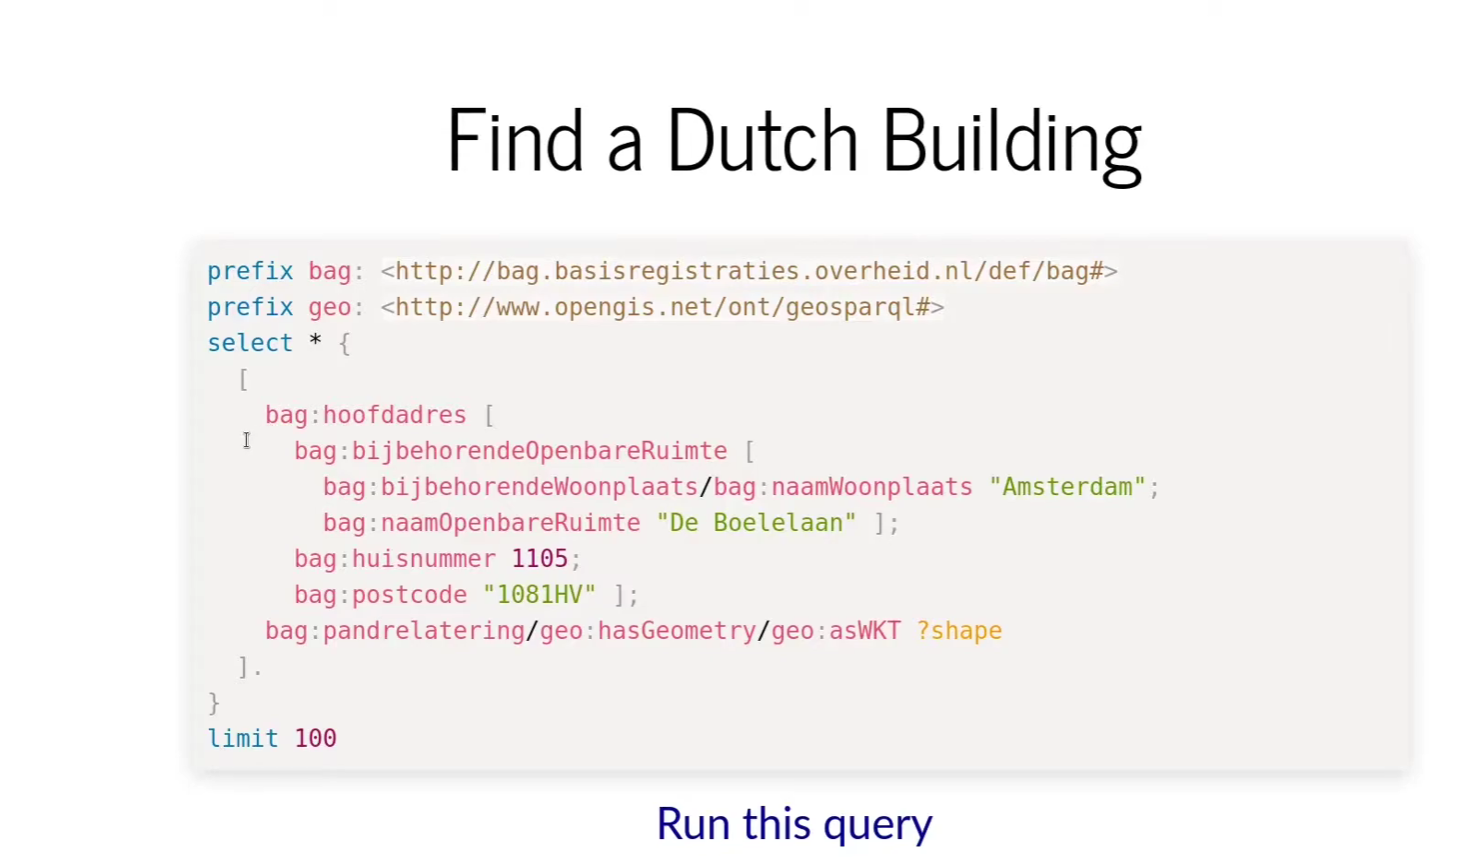 Find a Dutch Building
prefix bag: <http://bag.basisregistraties.overheid.nl/def/bag#>
prefix geo: <http://www.opengis.net/ont/geosparql#>
select * {
  [
    bag:hoofdadres [
      bag:bijbehorendeOpenbareRuimte [
        bag:bijbehorendeWoonplaats/bag:naamWoonplaats "Amsterdam";
        bag:naamOpenbareRuimte "De Boelelaan" ];
      bag:huisnummer 1105;
      bag:postcode "1081HV" ];
    bag:pandrelatering/geo:hasGeometry/geo:asWKT ?shape
  ].
}
limit 100
Run this query